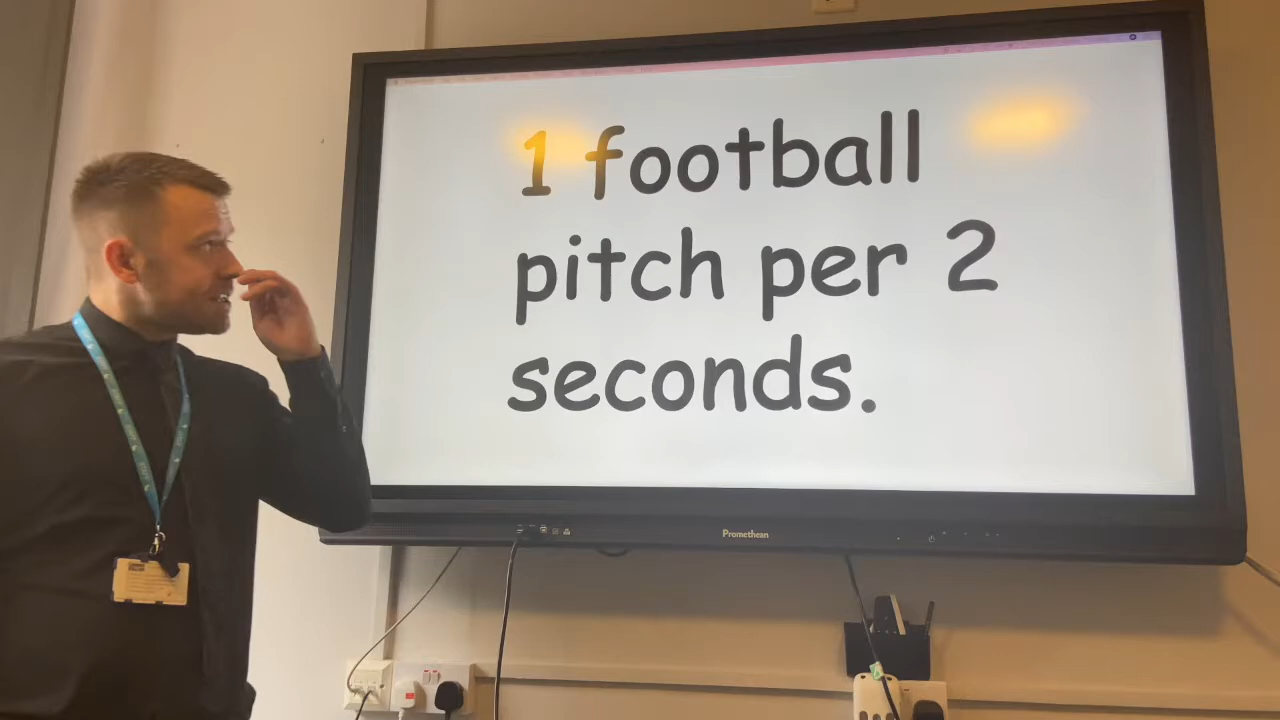 1 football
pitch per 2
seconds.
Promethean